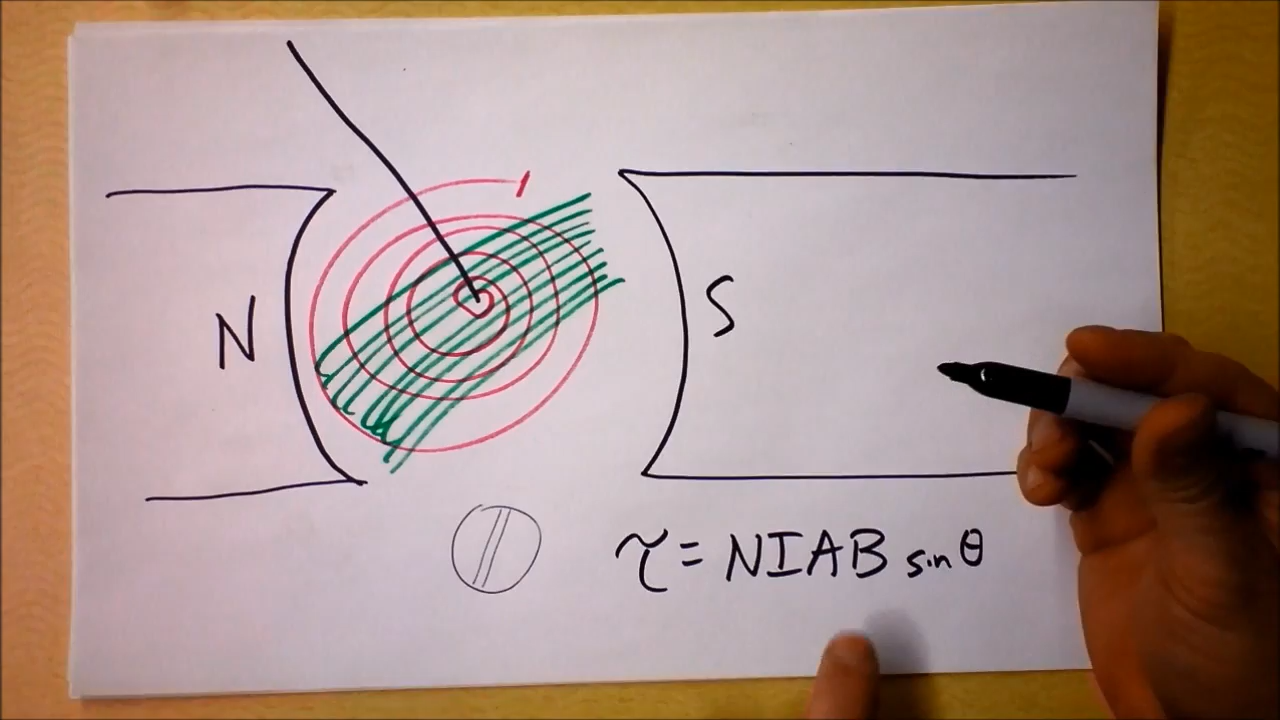 N
S
τ = NIAB sin θ